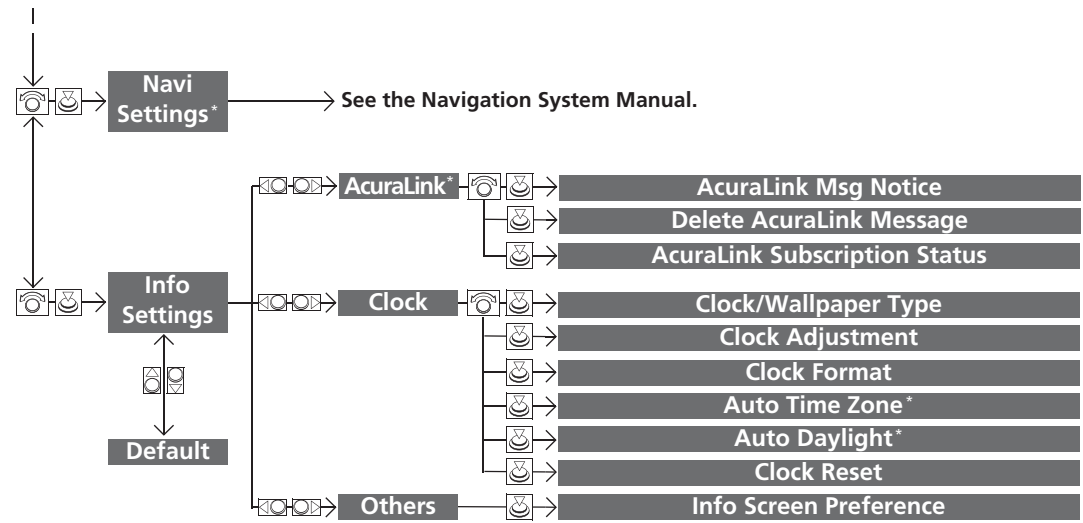 Navi
Settings*
See the Navigation System Manual.
AcuraLink*
AcuraLink Msg Notice
Delete AcuraLink Message
AcuraLink Subscription Status
Info
Settings
Clock
Clock/Wallpaper Type
Clock Adjustment
Clock Format
Auto Time Zone*
Auto Daylight*
Clock Reset
Default
Others
Info Screen Preference